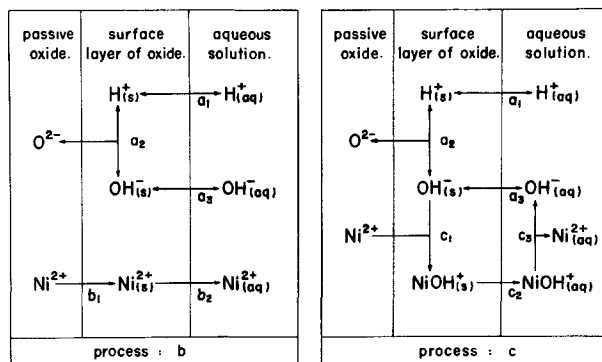 passive oxide. surface layer of oxide. aqueous solution.
H⁺(s) a₁ H⁺(aq)
O²⁻ a₂
OH⁻(s) a₃ OH⁻(aq)
Ni²⁺ b₁ Ni²⁺(s) b₂ Ni²⁺(aq)
process : b
passive oxide. surface layer of oxide. aqueous solution.
H⁺(s) a₁ H⁺(aq)
O²⁻ a₂
OH⁻(s) a₃ OH⁻(aq)
Ni²⁺ c₁ c₃ Ni²⁺(aq)
NiOH⁺(s) c₂ NiOH⁺(aq)
process : c